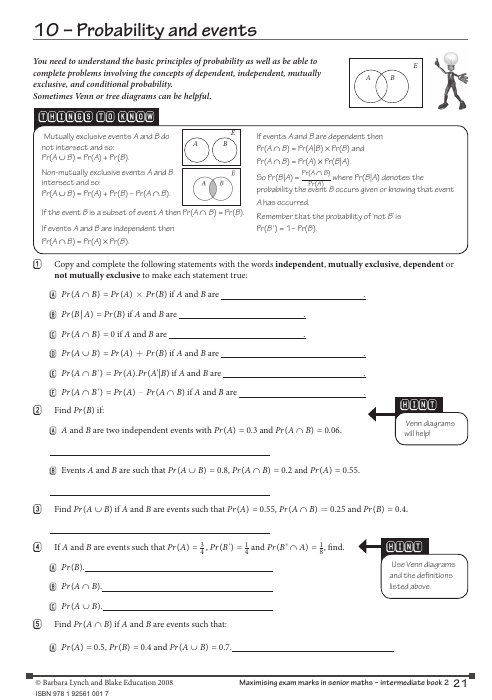 10 – Probability and events
You need to understand the basic principles of probability as well as be able to
complete problems involving the concepts of dependent, independent, mutually
exclusive, and conditional probability.
Sometimes Venn or tree diagrams can be helpful.
A B E
THINGS TO KNOW
Mutually exclusive events A and B do
not intersect and so:
Pr(A ∪ B) = Pr(A) + Pr(B).
A B E
Non-mutually exclusive events A and B
intersect and so:
Pr(A ∪ B) = Pr(A) + Pr(B) – Pr(A ∩ B)
A B E
If the event B is a subset of event A then Pr(A ∩ B) = Pr(B).
If events A and B are independent then
Pr(A ∩ B) = Pr(A) × Pr(B).
If events A and B are dependent then
Pr(A ∩ B) = Pr(A|B) × Pr(B) and
Pr(A ∩ B) = Pr(A) × Pr(B|A).
So Pr(B|A) = Pr(A ∩ B)/Pr(A) where Pr(B|A) denotes the
probability the event B occurs given or knowing that event
A has occurred.
Remember that the probability of 'not B' is
Pr(B') = 1 – Pr(B).
1 Copy and complete the following statements with the words independent, mutually exclusive, dependent or
not mutually exclusive to make each statement true:
A Pr(A ∩ B) = Pr(A) × Pr(B) if A and B are .
B Pr(B|A) = Pr(B) if A and B are .
C Pr(A ∩ B) = 0 if A and B are .
D Pr(A ∪ B) = Pr(A) + Pr(B) if A and B are .
E Pr(A ∩ B') = Pr(A).Pr(A'|B) if A and B are .
F Pr(A ∩ B') = Pr(A) – Pr(A ∩ B) if A and B are .
2 Find Pr(B) if:
HINT
Venn diagrams
will help!
A A and B are two independent events with Pr(A) = 0.3 and Pr(A ∩ B) = 0.06.
B Events A and B are such that Pr(A ∪ B) = 0.8, Pr(A ∩ B) = 0.2 and Pr(A) = 0.55.
3 Find Pr(A ∪ B) if A and B are events such that Pr(A) = 0.55, Pr(A ∩ B) = 0.25 and Pr(B) = 0.4.
4 If A and B are events such that Pr(A) = 3/4, Pr(B') = 1/4 and Pr(B' ∩ A) = 1/8, find.
HINT
Use Venn diagrams
and the definitions
listed above.
A Pr(B).
B Pr(A ∩ B).
C Pr(A ∪ B).
5 Find Pr(A ∩ B) if A and B are events such that:
A Pr(A) = 0.5, Pr(B) = 0.4 and Pr(A ∪ B) = 0.7.
© Barbara Lynch and Blake Education 2008
Maximising exam marks in senior maths – intermediate book 2 21
ISBN 978 1 92561 001 7